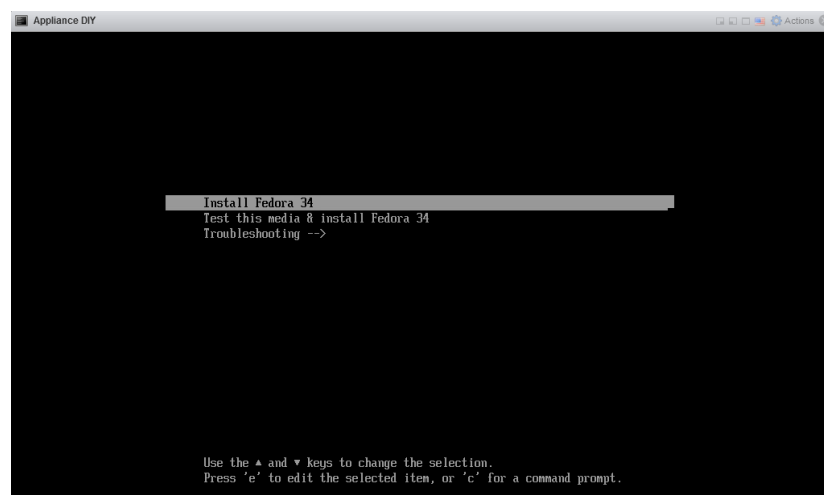 Appliance DIY
Actions
Install Fedora 34
Test this media & install Fedora 34
Troubleshooting -->
Use the ▲ and ▼ keys to change the selection.
Press 'e' to edit the selected item, or 'c' for a command prompt.